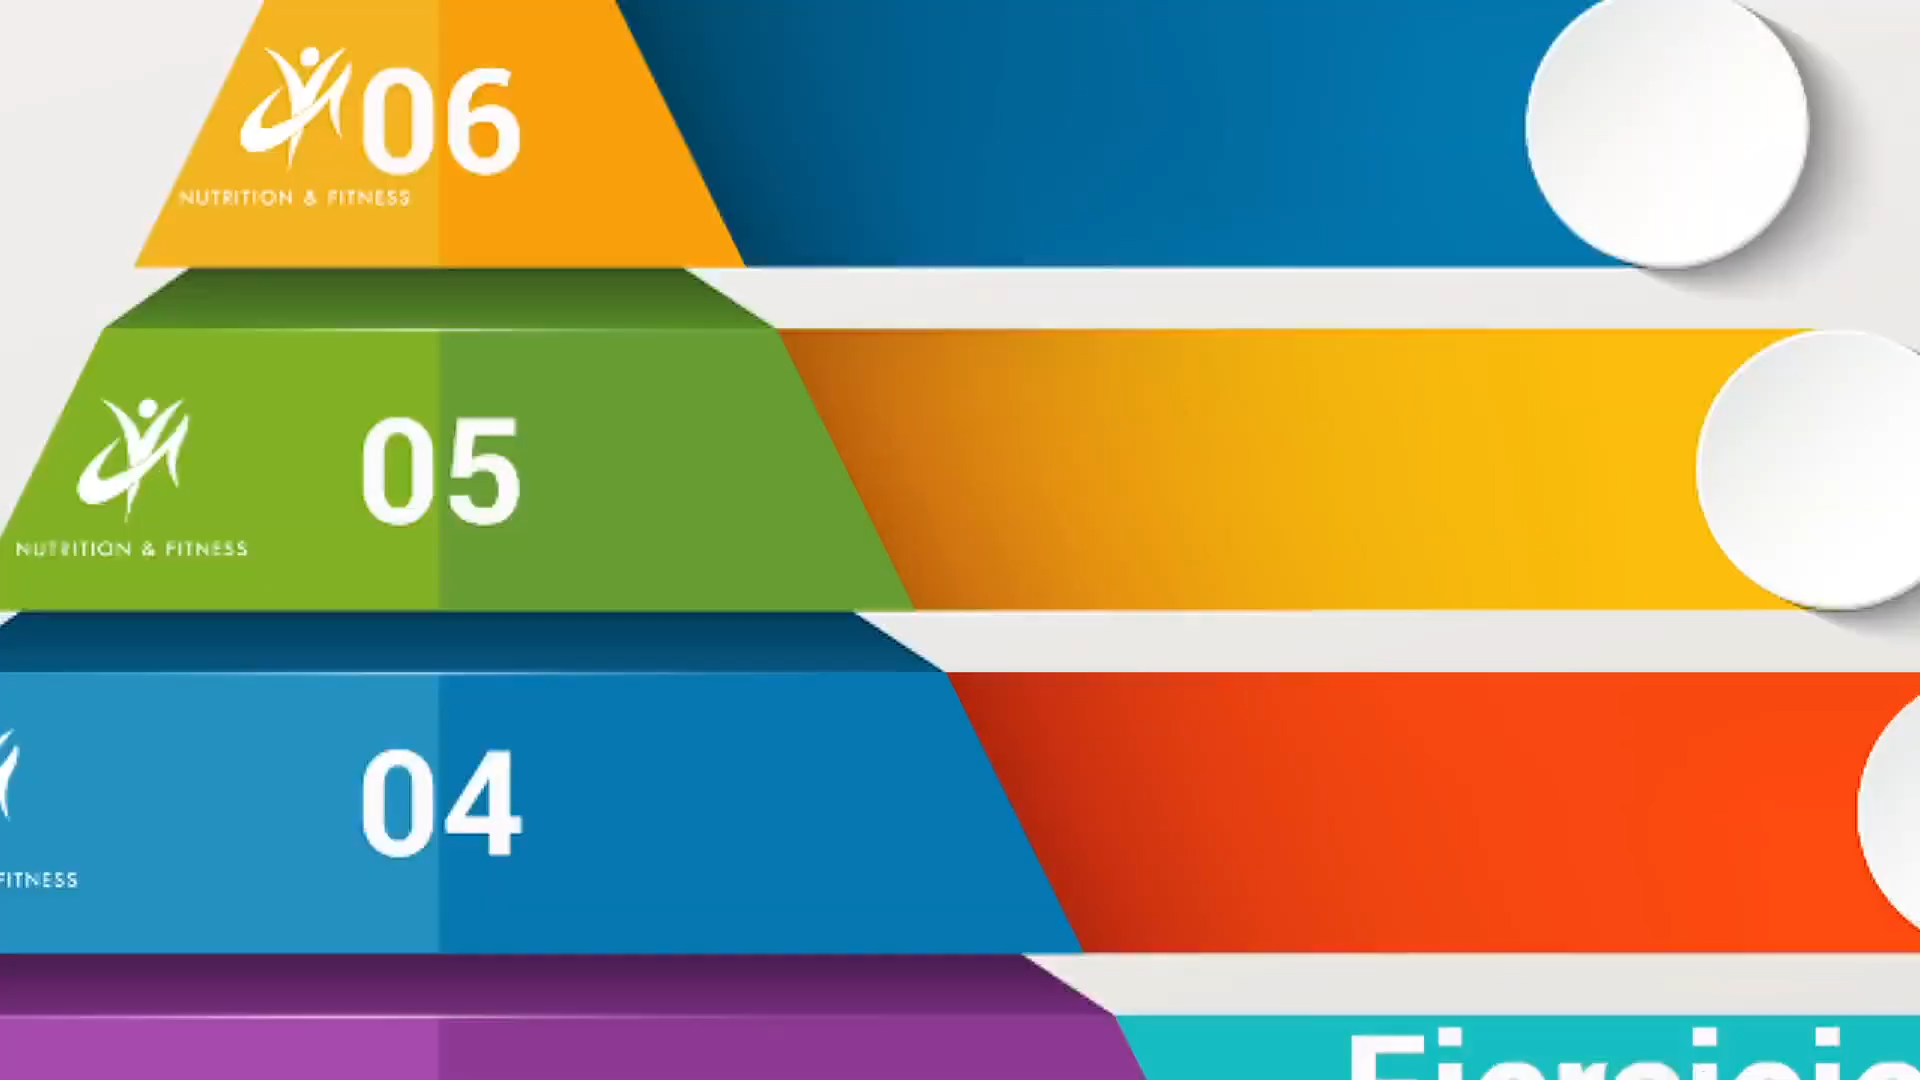 06
NUTRITION & FITNESS
05
NUTRITION & FITNESS
04
FITNESS